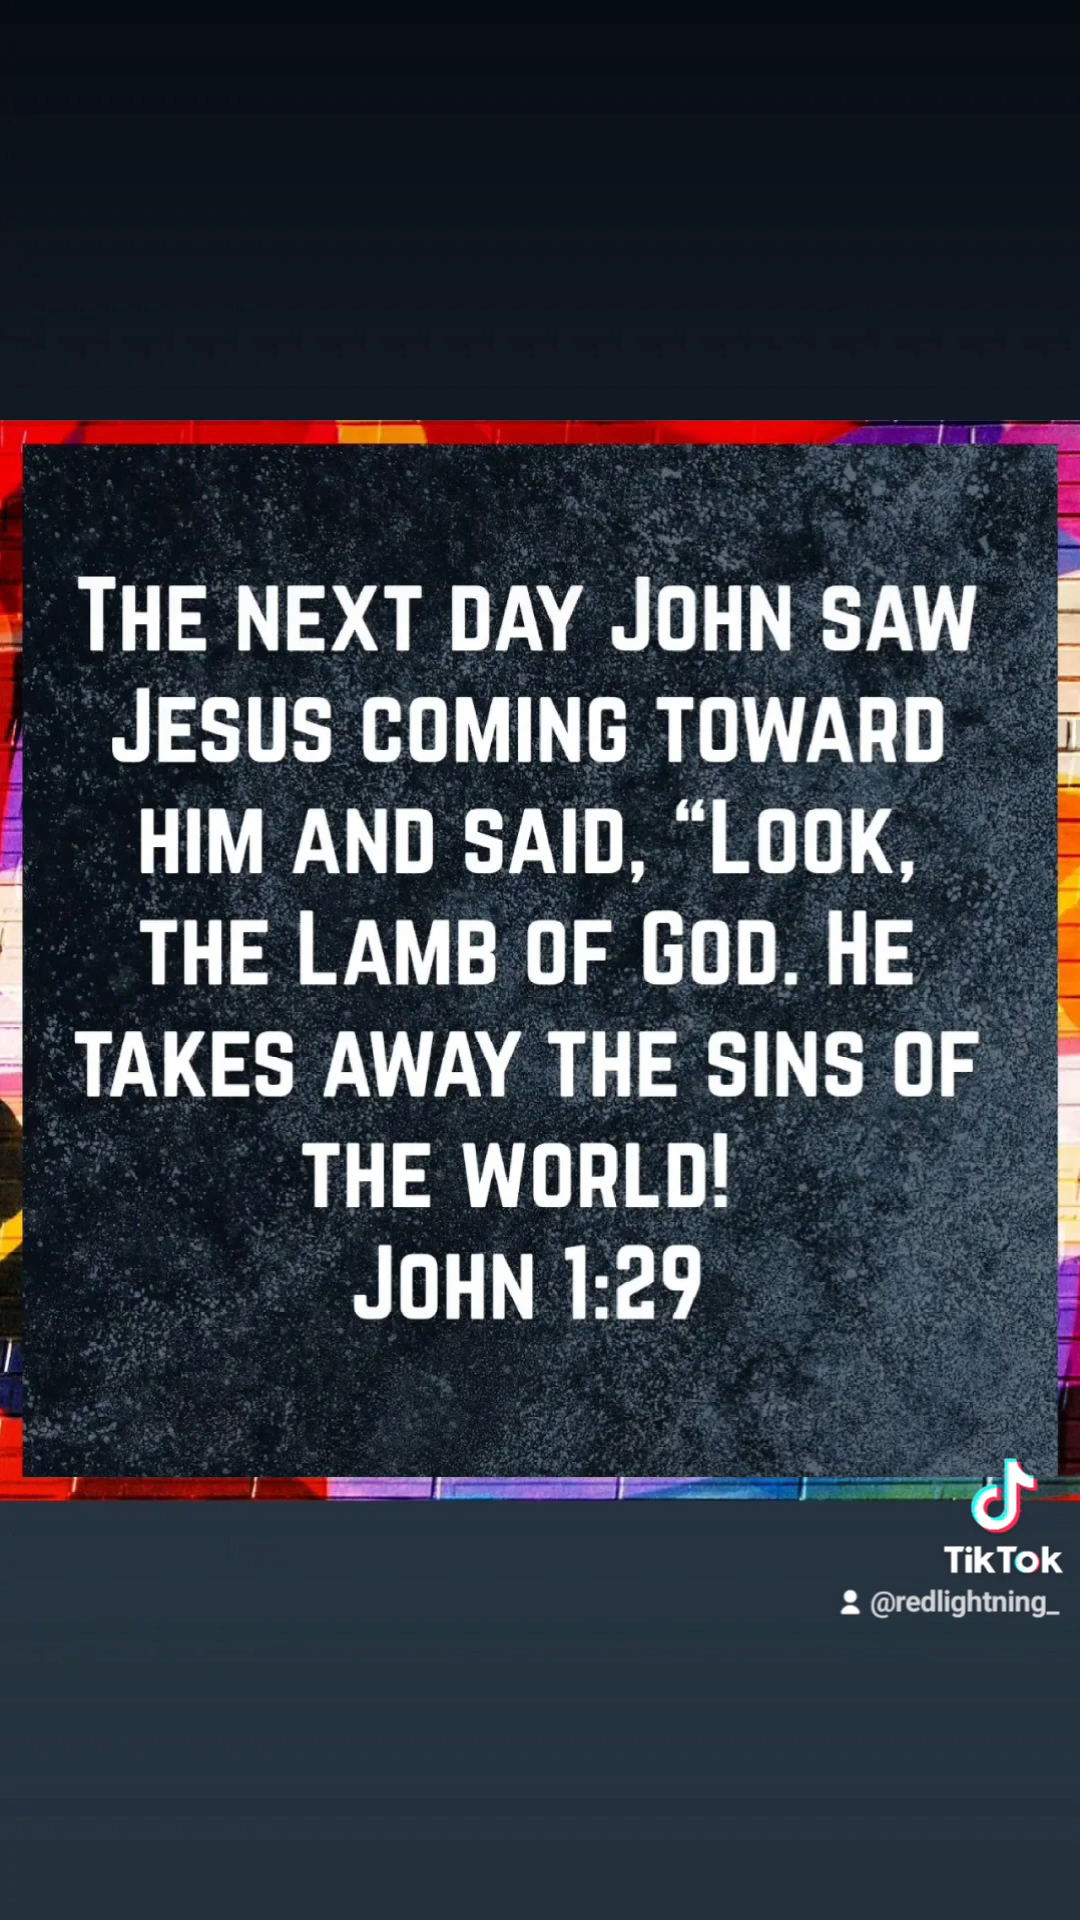 The next day John saw
Jesus coming toward
him and said, “Look,
the Lamb of God. He
takes away the sins of
the world!
John 1:29
TikTok
@redlightning_